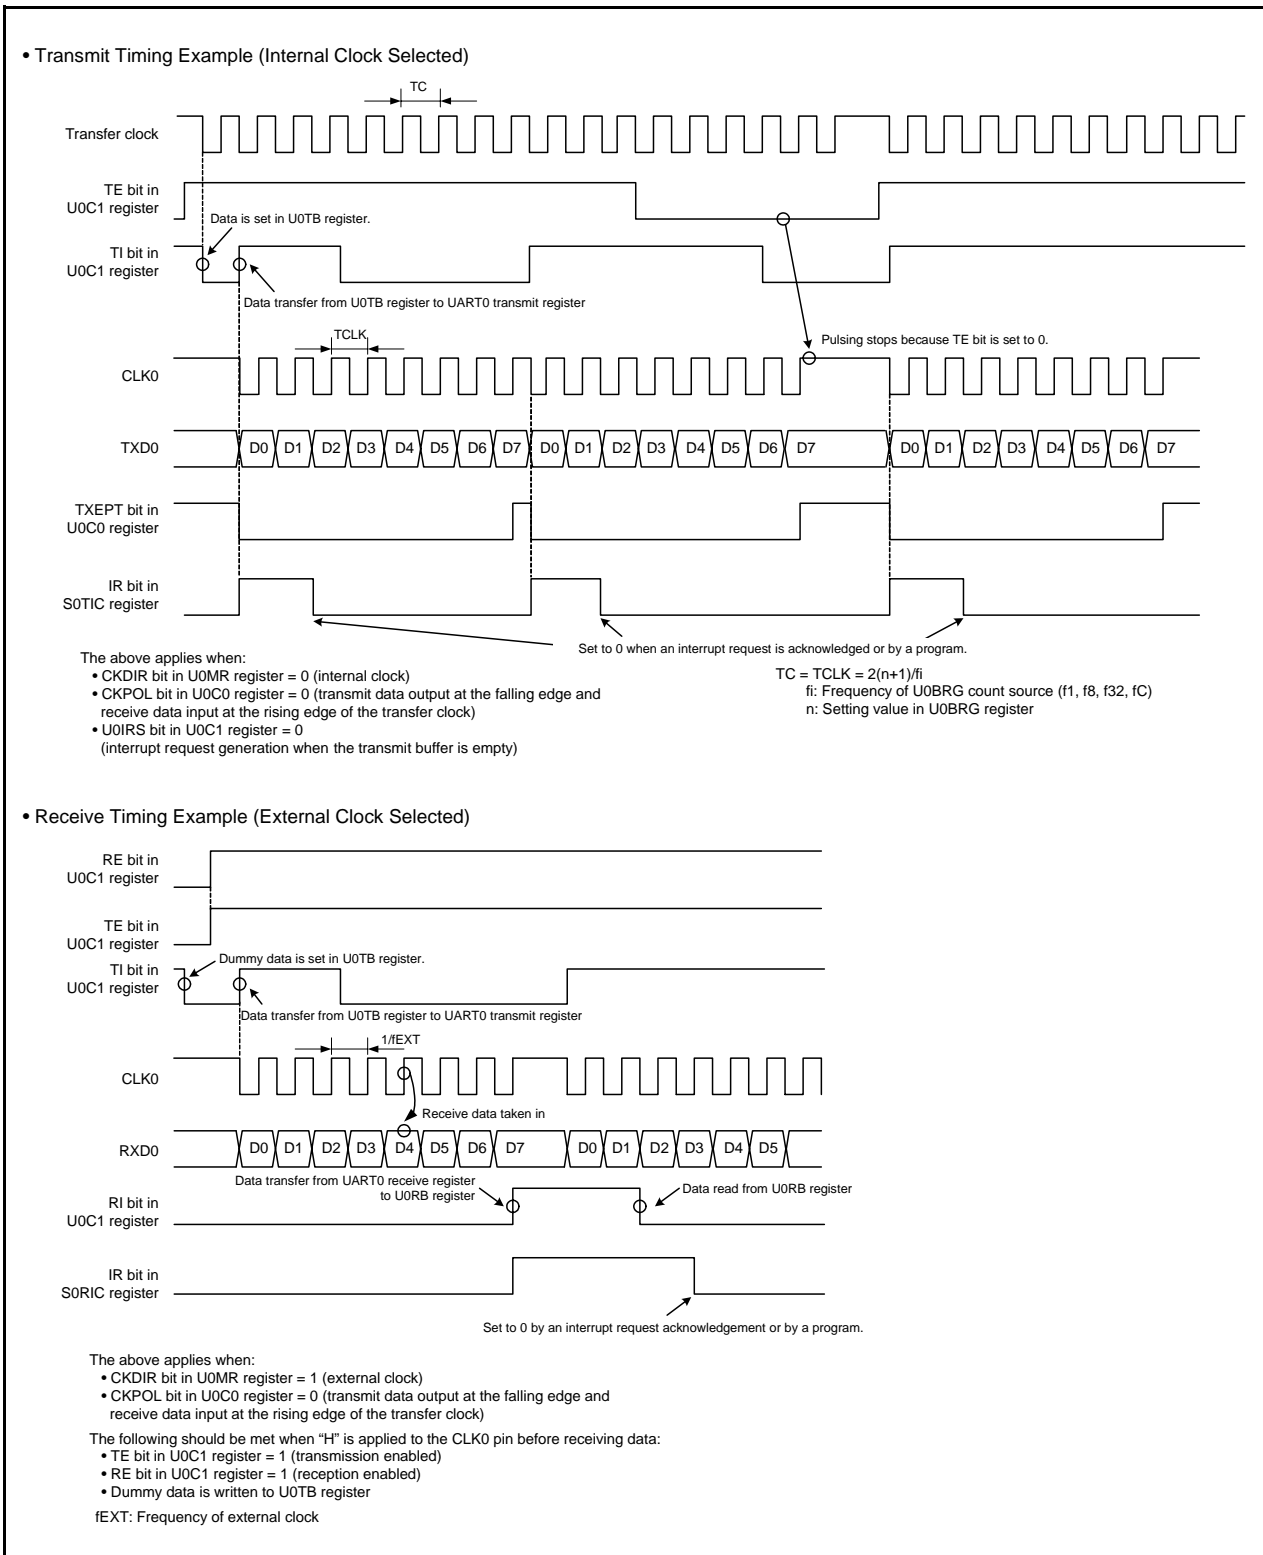 • Transmit Timing Example (Internal Clock Selected)
TC
Transfer clock
TE bit in
U0C1 register
Data is set in U0TB register.
TI bit in
U0C1 register
Data transfer from U0TB register to UART0 transmit register
TCLK
Pulsing stops because TE bit is set to 0.
CLK0
TXD0 D0 D1 D2 D3 D4 D5 D6 D7 D0 D1 D2 D3 D4 D5 D6 D7 D0 D1 D2 D3 D4 D5 D6 D7
TXEPT bit in
U0C0 register
IR bit in
S0TIC register
Set to 0 when an interrupt request is acknowledged or by a program.
The above applies when:
• CKDIR bit in U0MR register = 0 (internal clock)
• CKPOL bit in U0C0 register = 0 (transmit data output at the falling edge and
receive data input at the rising edge of the transfer clock)
• U0IRS bit in U0C1 register = 0
(interrupt request generation when the transmit buffer is empty)
TC = TCLK = 2(n+1)/fi
fi: Frequency of U0BRG count source (f1, f8, f32, fC)
n: Setting value in U0BRG register
• Receive Timing Example (External Clock Selected)
RE bit in
U0C1 register
TE bit in
U0C1 register
Dummy data is set in U0TB register.
TI bit in
U0C1 register
Data transfer from U0TB register to UART0 transmit register
1/fEXT
CLK0
Receive data taken in
RXD0 D0 D1 D2 D3 D4 D5 D6 D7 D0 D1 D2 D3 D4 D5
Data transfer from UART0 receive register
to U0RB register
Data read from U0RB register
RI bit in
U0C1 register
IR bit in
S0RIC register
Set to 0 by an interrupt request acknowledgement or by a program.
The above applies when:
• CKDIR bit in U0MR register = 1 (external clock)
• CKPOL bit in U0C0 register = 0 (transmit data output at the falling edge and
receive data input at the rising edge of the transfer clock)
The following should be met when “H” is applied to the CLK0 pin before receiving data:
• TE bit in U0C1 register = 1 (transmission enabled)
• RE bit in U0C1 register = 1 (reception enabled)
• Dummy data is written to U0TB register
fEXT: Frequency of external clock